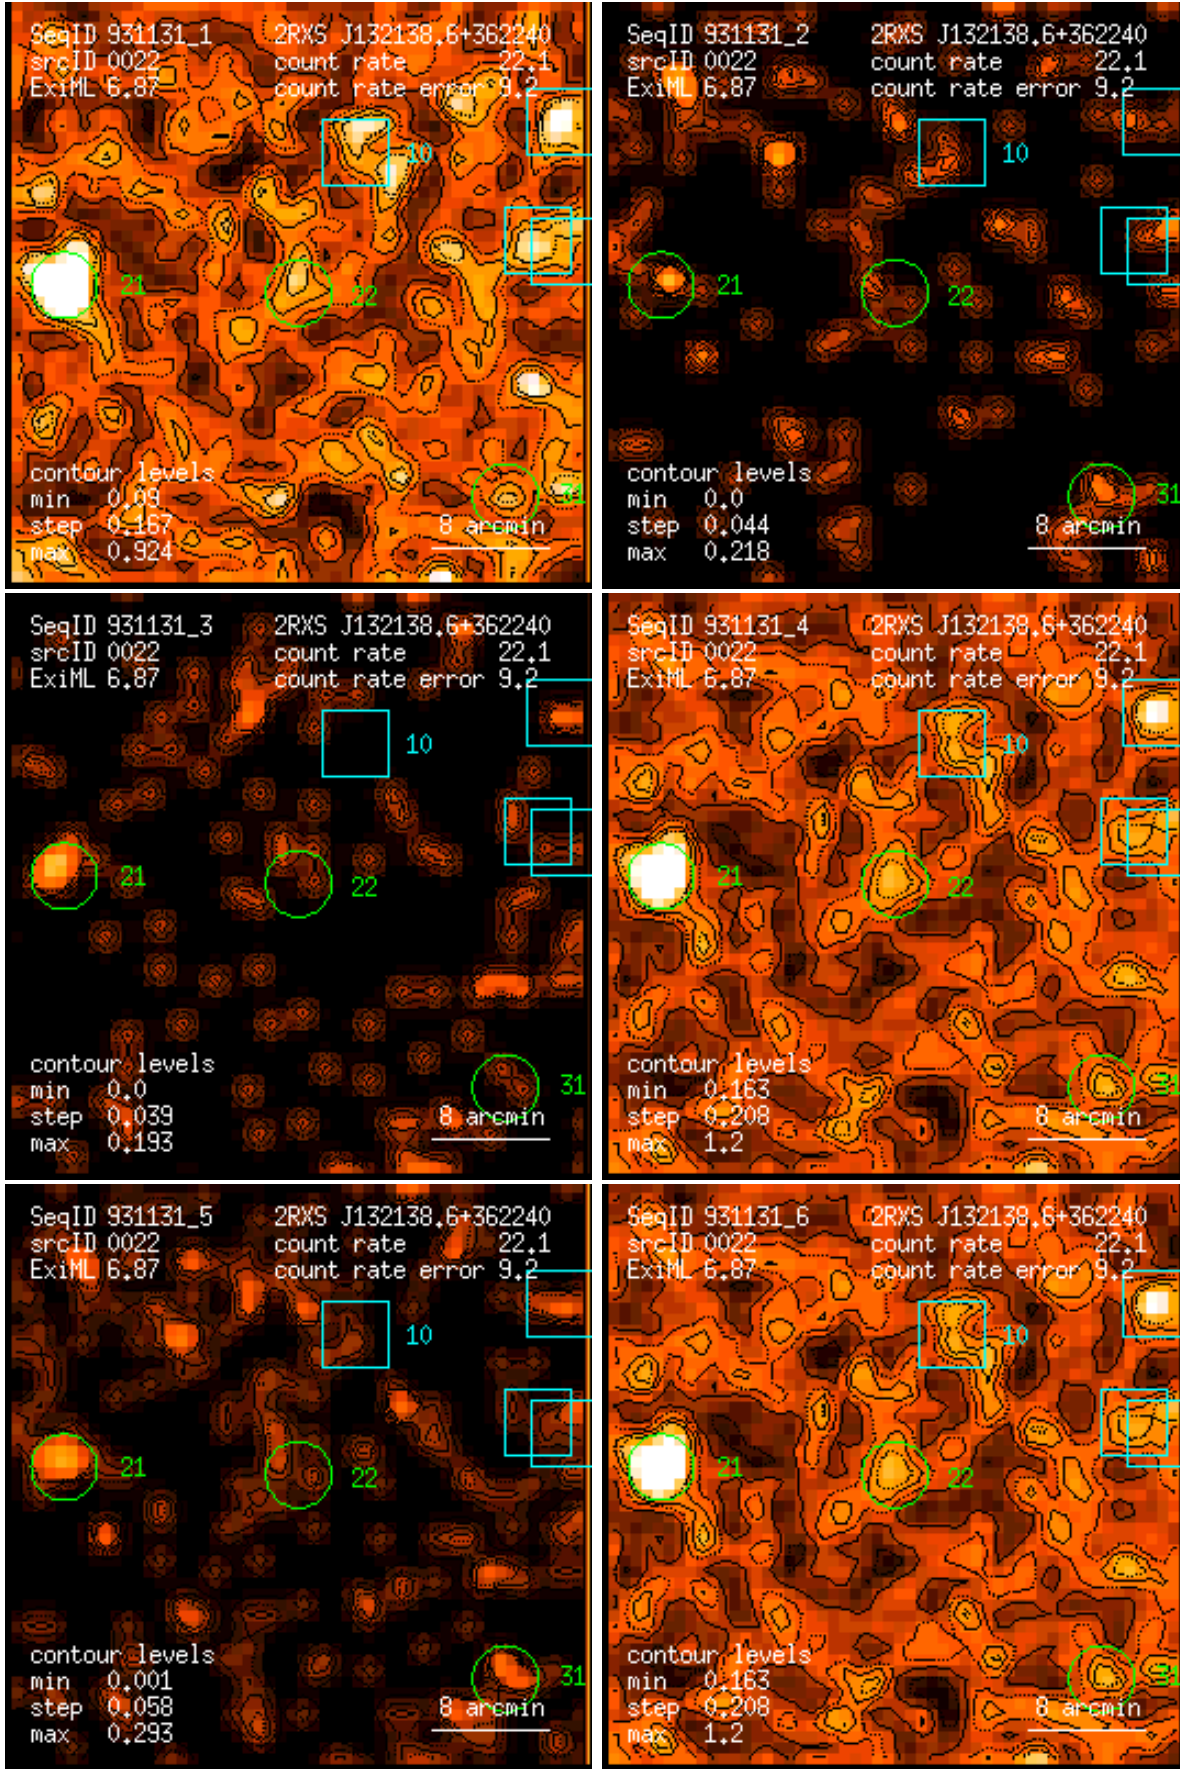 SeqID 931131_1 2RXS J132138.6+362240
srcID 0022 count rate 22.1
ExiML 6.87 count rate error 9.2
10
21
22
31
contour levels
min 0.09
step 0.167
max 0.924
8 arcmin
SeqID 931131_2 2RXS J132138.6+362240
srcID 0022 count rate 22.1
ExiML 6.87 count rate error 9.2
10
21
22
31
contour levels
min 0.0
step 0.044
max 0.218
8 arcmin
SeqID 931131_3 2RXS J132138.6+362240
srcID 0022 count rate 22.1
ExiML 6.87 count rate error 9.2
10
21
22
31
contour levels
min 0.0
step 0.039
max 0.193
8 arcmin
SeqID 931131_4 2RXS J132138.6+362240
srcID 0022 count rate 22.1
ExiML 6.87 count rate error 9.2
10
21
22
31
contour levels
min 0.163
step 0.208
max 1.2
8 arcmin
SeqID 931131_5 2RXS J132138.6+362240
srcID 0022 count rate 22.1
ExiML 6.87 count rate error 9.2
10
21
22
31
contour levels
min 0.001
step 0.058
max 0.293
8 arcmin
SeqID 931131_6 2RXS J132138.6+362240
srcID 0022 count rate 22.1
ExiML 6.87 count rate error 9.2
10
21
22
31
contour levels
min 0.163
step 0.208
max 1.2
8 arcmin